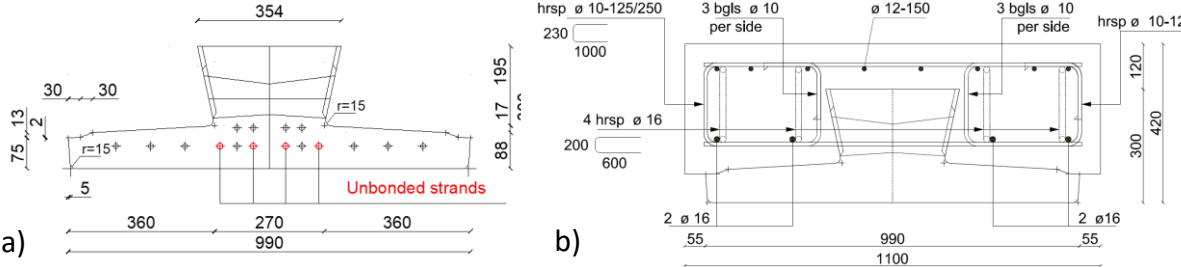 354
30
30
13
2
75
r=15
r=15
195
17
88
5
Unbonded strands
360
270
360
990
a)
hrsp ø 10-125/250
230
1000
3 bgls ø 10
per side
ø 12-150
3 bgls ø 10
per side
hrsp ø 10-12
4 hrsp ø 16
200
600
120
300
420
2 ø 16
2 ø16
55
990
55
1100
b)